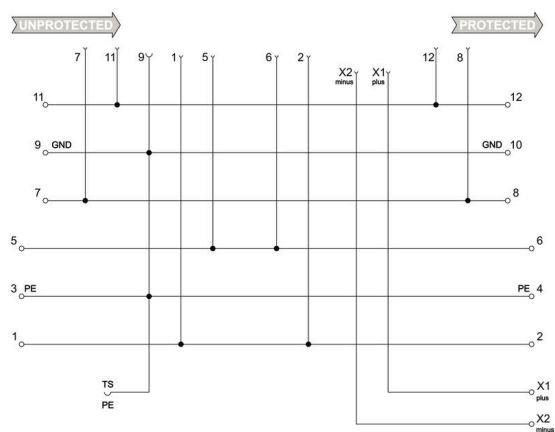 UNPROTECTED PROTECTED
7 11 9 1 5 6 2 12 8
X2 X1
minus plus
11 12
9 GND GND 10
7 8
5 6
3 PE PE 4
1 2
TS X1
plus
PE
X2
minus